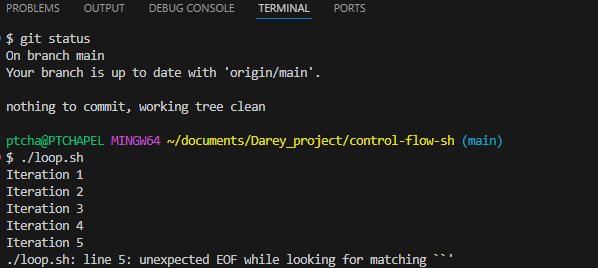 PROBLEMS OUTPUT DEBUG CONSOLE TERMINAL PORTS
$ git status
On branch main
Your branch is up to date with 'origin/main'.
nothing to commit, working tree clean
ptcha@PTCHAPEL MINGW64 ~/documents/Darey_project/control-flow-sh (main)
$ ./loop.sh
Iteration 1
Iteration 2
Iteration 3
Iteration 4
Iteration 5
./loop.sh: line 5: unexpected EOF while looking for matching ``'